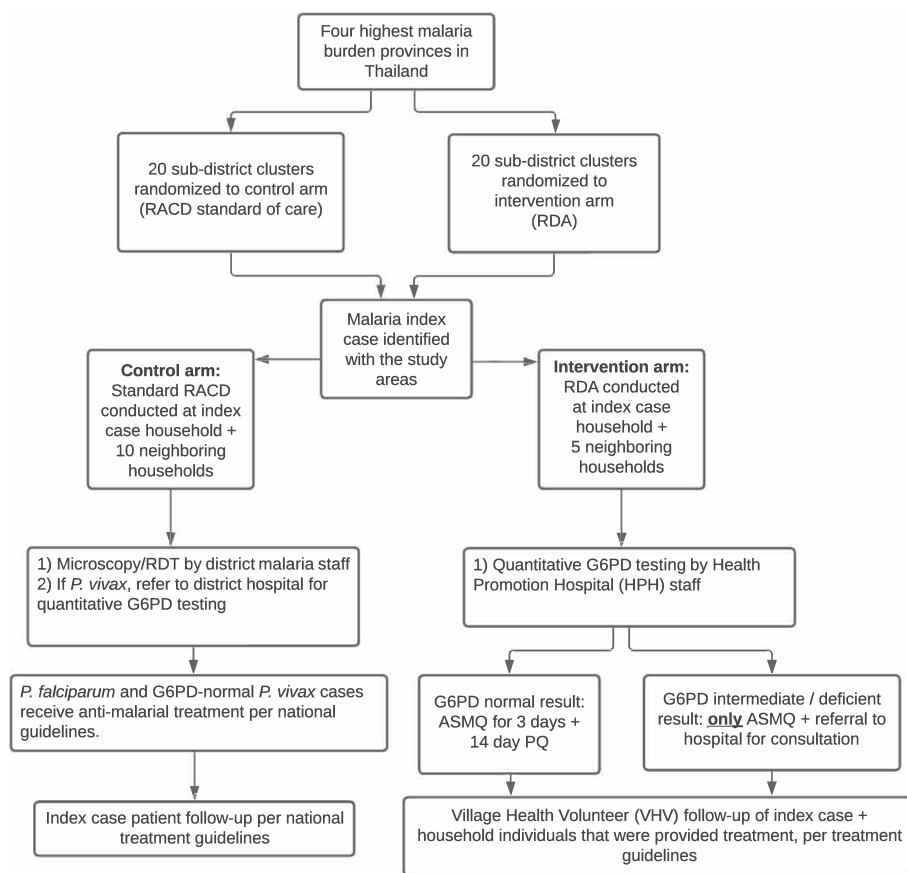 Four highest malaria
burden provinces in
Thailand
20 sub-district clusters
randomized to control arm
(RACD standard of care)
20 sub-district clusters
randomized to
intervention arm
(RDA)
Malaria index
case identified
with the study
areas
Control arm:
Standard RACD
conducted at index
case household +
10 neighboring
households
Intervention arm:
RDA conducted
at index case
household +
5 neighboring
households
1) Microscopy/RDT by district malaria staff
2) If P. vivax, refer to district hospital for
quantitative G6PD testing
1) Quantitative G6PD testing by Health
Promotion Hospital (HPH) staff
P. falciparum and G6PD-normal P. vivax cases
receive anti-malarial treatment per national
guidelines.
G6PD normal result:
ASMQ for 3 days +
14 day PQ
G6PD intermediate / deficient
result: only ASMQ + referral to
hospital for consultation
Index case patient follow-up per national
treatment guidelines
Village Health Volunteer (VHV) follow-up of index case +
household individuals that were provided treatment, per treatment
guidelines